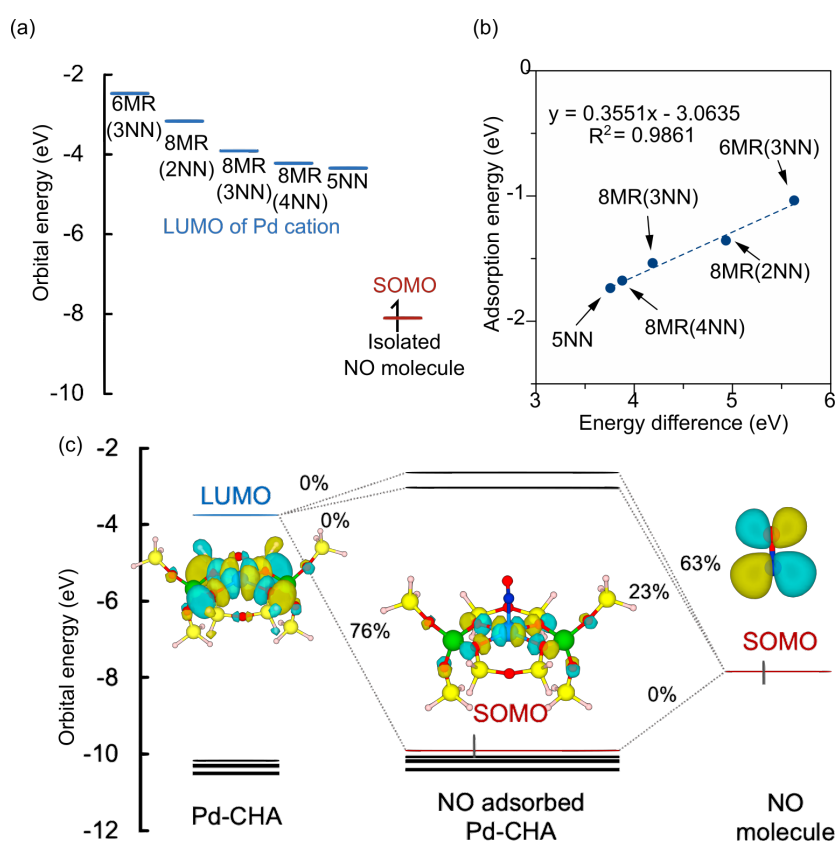 (a)
-2
-4
-6
-8
-10
Orbital energy (eV)
6MR
(3NN)
8MR
(2NN)
8MR
(3NN)
8MR
(4NN)
5NN
LUMO of Pd cation
SOMO
Isolated
NO molecule
(b)
0
-1
-2
Adsorption energy (eV)
y = 0.3551x - 3.0635
R² = 0.9861
6MR(3NN)
8MR(3NN)
8MR(2NN)
5NN
8MR(4NN)
3
4
5
6
Energy difference (eV)
(c)
-2
-4
-6
-8
-10
-12
Orbital energy (eV)
LUMO
0%
0%
76%
63%
23%
0%
SOMO
SOMO
Pd-CHA
NO adsorbed
Pd-CHA
NO
molecule